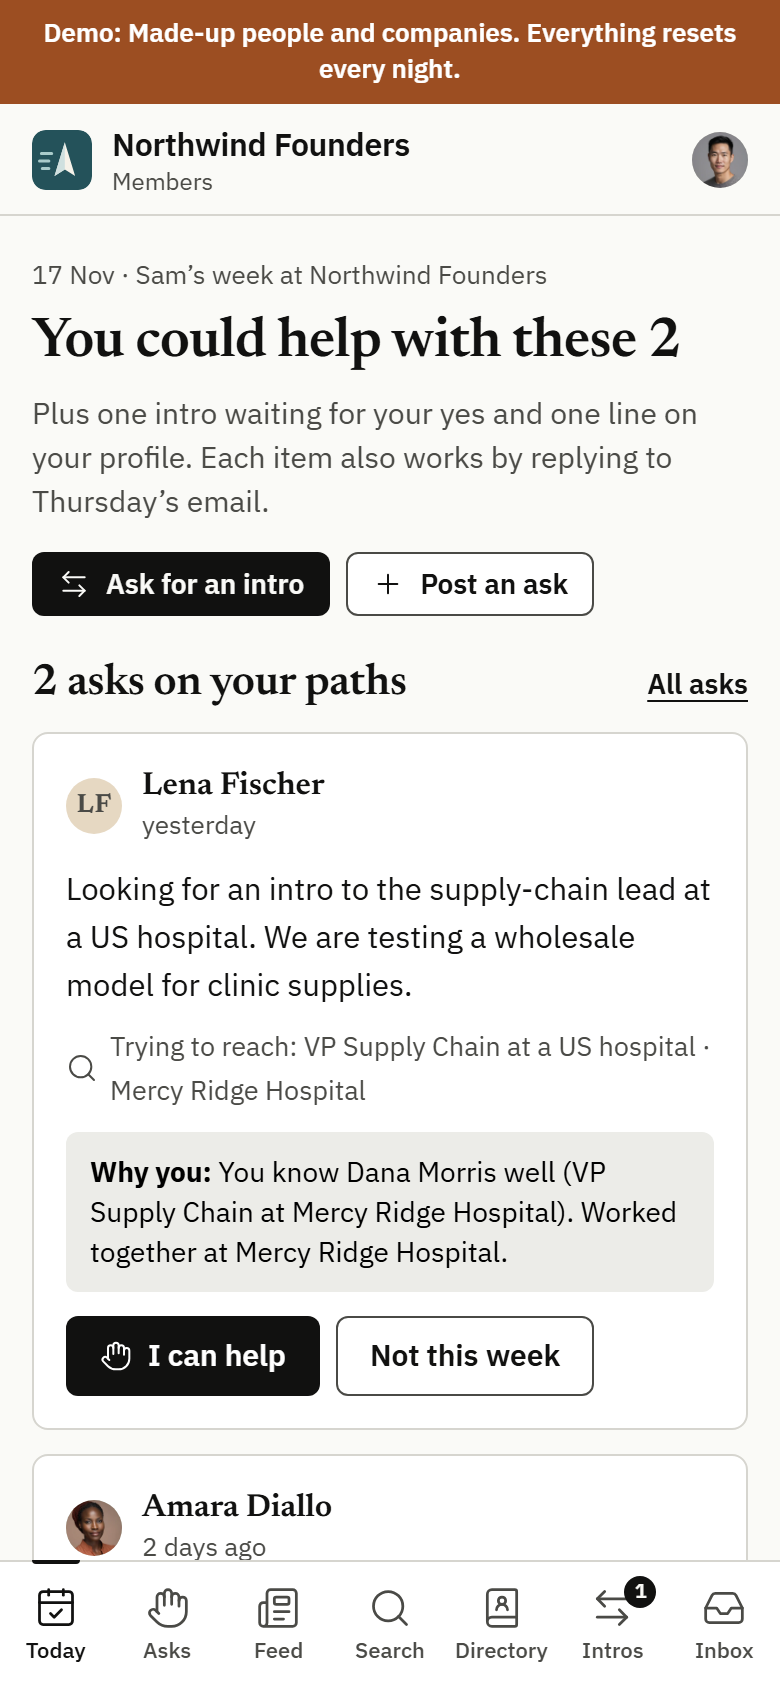 Demo: Made-up people and companies. Everything resets
every night.
Northwind Founders
Members
17 Nov · Sam’s week at Northwind Founders
You could help with these 2
Plus one intro waiting for your yes and one line on
your profile. Each item also works by replying to
Thursday’s email.
Ask for an intro
Post an ask
2 asks on your paths
All asks
LF
Lena Fischer
yesterday
Looking for an intro to the supply-chain lead at
a US hospital. We are testing a wholesale
model for clinic supplies.
Trying to reach: VP Supply Chain at a US hospital ·
Mercy Ridge Hospital
Why you: You know Dana Morris well (VP
Supply Chain at Mercy Ridge Hospital). Worked
together at Mercy Ridge Hospital.
I can help
Not this week
Amara Diallo
2 days ago
1
Today
Asks
Feed
Search
Directory
Intros
Inbox